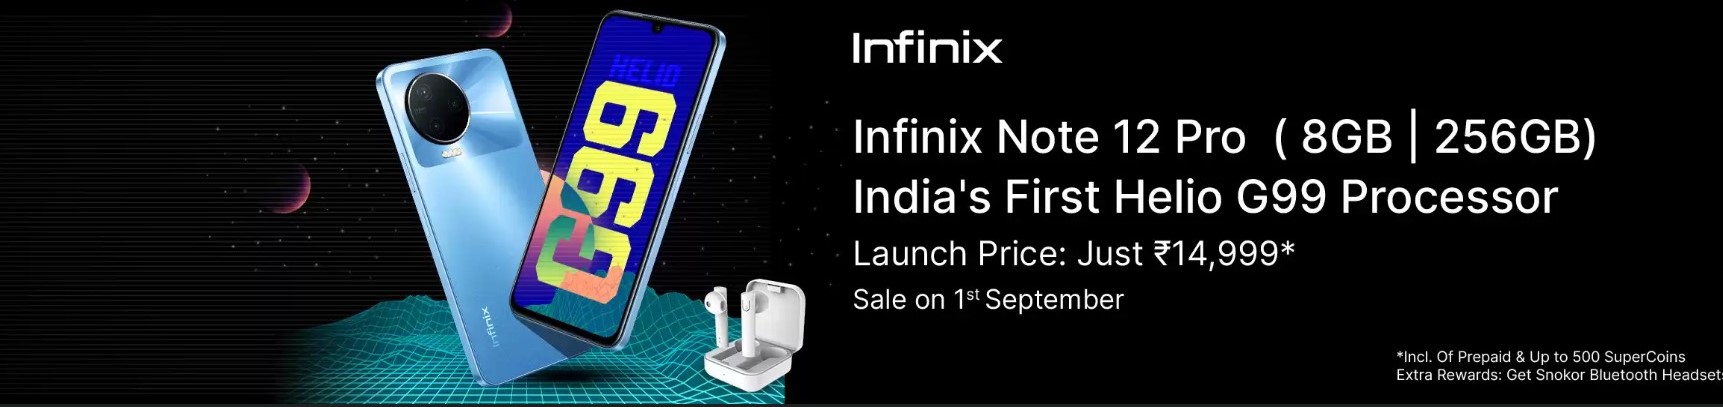 Infinix
Infinix Note 12 Pro ( 8GB | 256GB)
India's First Helio G99 Processor
Launch Price: Just ₹14,999*
Sale on 1st September
*Incl. Of Prepaid & Up to 500 SuperCoins
Extra Rewards: Get Snokor Bluetooth Headsets
HELIO
G99
Infinix